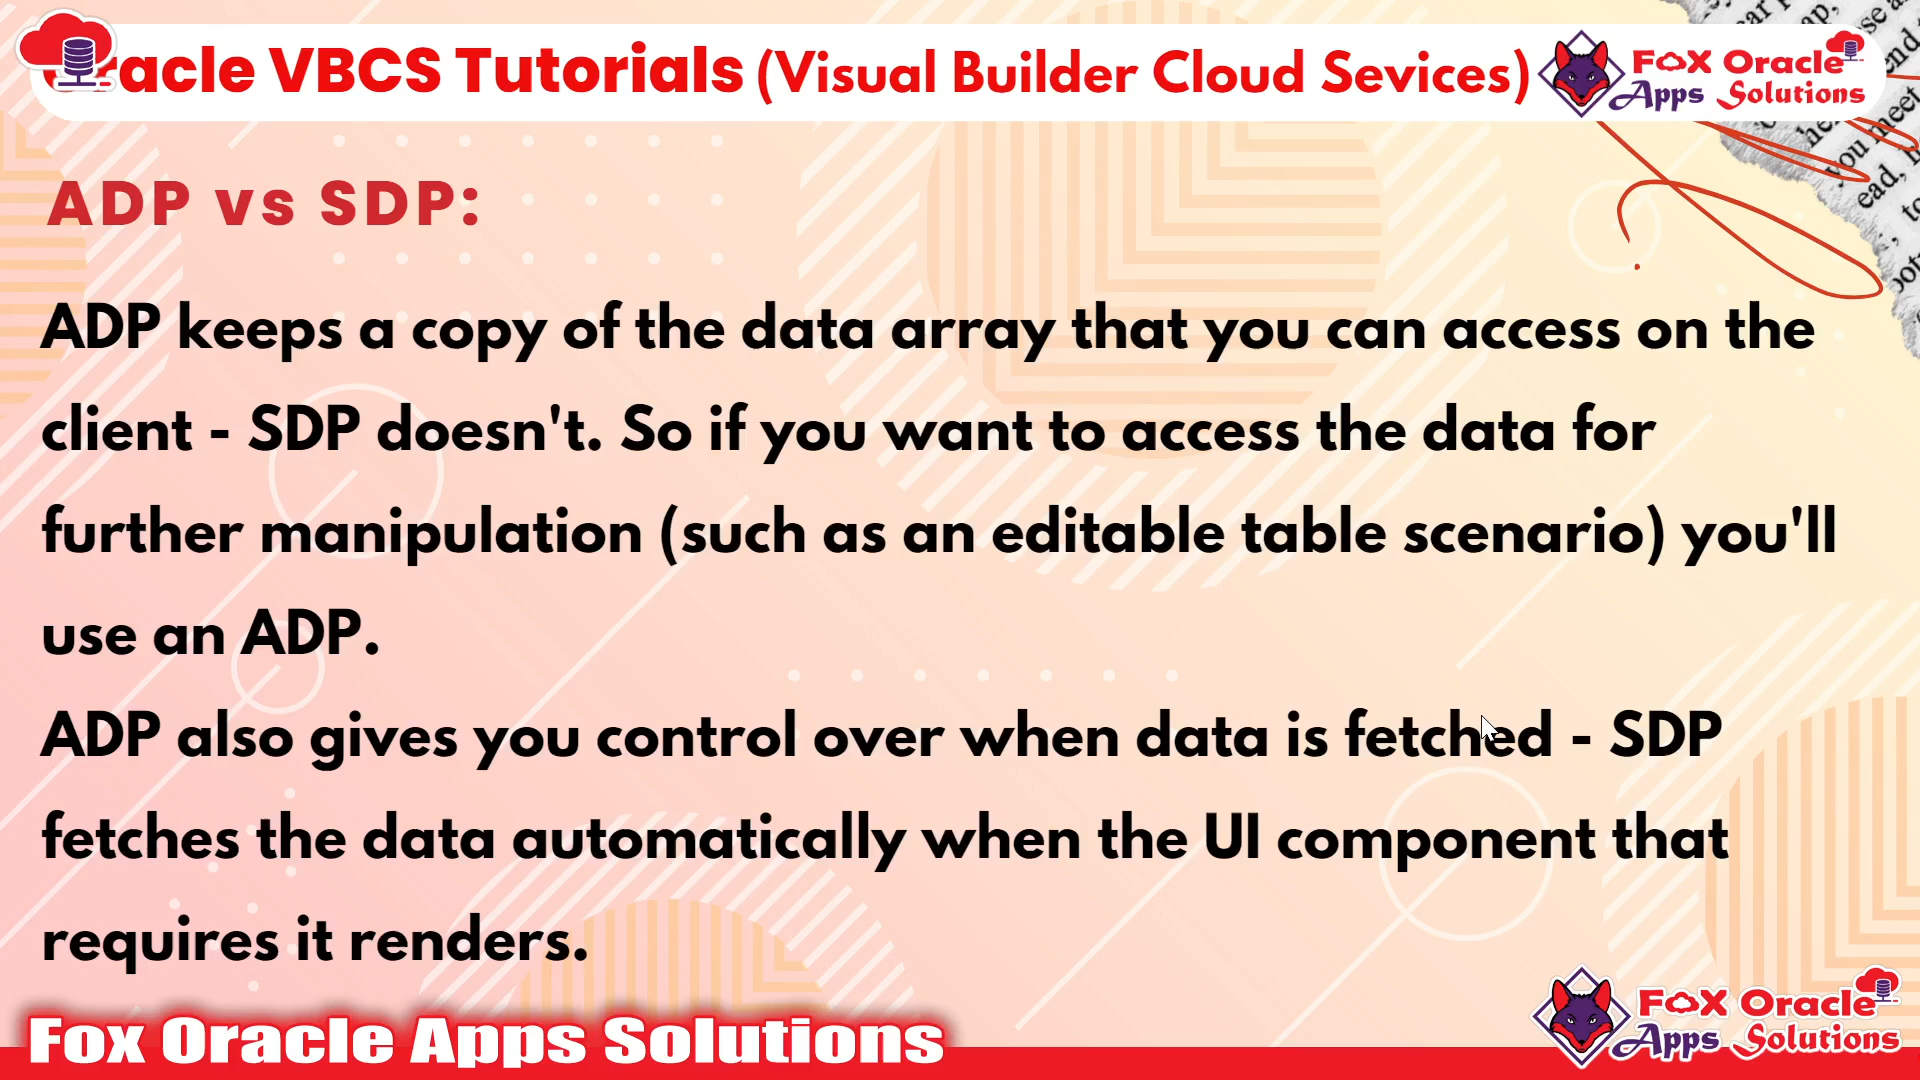 Oracle VBCS Tutorials (Visual Builder Cloud Sevices)
FoX Oracle
Apps Solutions
ADP vs SDP:
ADP keeps a copy of the data array that you can access on the
client - SDP doesn't. So if you want to access the data for
further manipulation (such as an editable table scenario) you'll
use an ADP.
ADP also gives you control over when data is fetched - SDP
fetches the data automatically when the UI component that
requires it renders.
Fox Oracle Apps Solutions
FoX Oracle
Apps Solutions